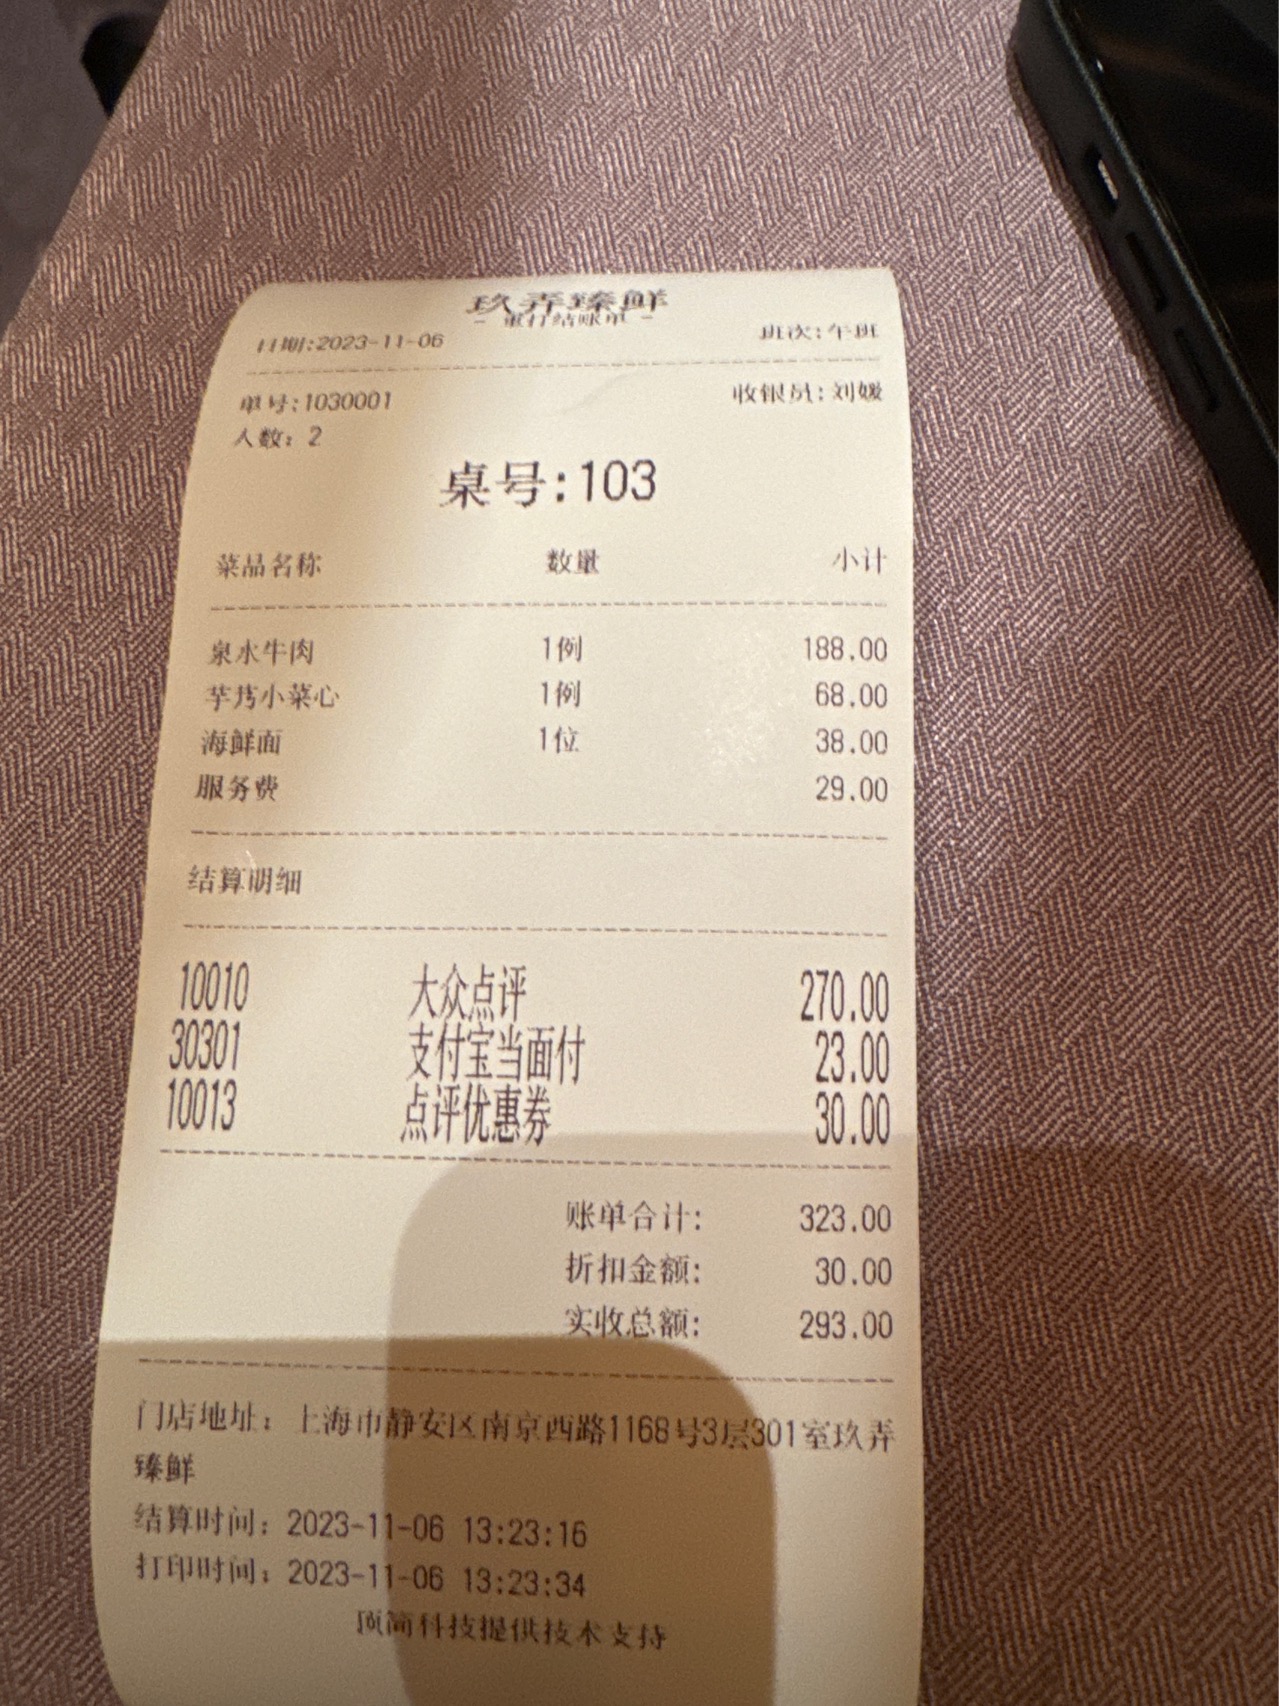 玖弄臻鲜
- 重打结账单 -
日期:2023-11-06 班次:午班
单号:1030001 收银员:刘媛
人数: 2
桌号:103
菜品名称 数量 小计
泉水牛肉 1例 188.00
芋艿小菜心 1例 68.00
海鲜面 1位 38.00
服务费 29.00
结算明细
10010 大众点评 270.00
30301 支付宝当面付 23.00
10013 点评优惠券 30.00
账单合计: 323.00
折扣金额: 30.00
实收总额: 293.00
门店地址: 上海市静安区南京西路1168号3层301室玖弄
臻鲜
结算时间: 2023-11-06 13:23:16
打印时间: 2023-11-06 13:23:34
顶简科技提供技术支持